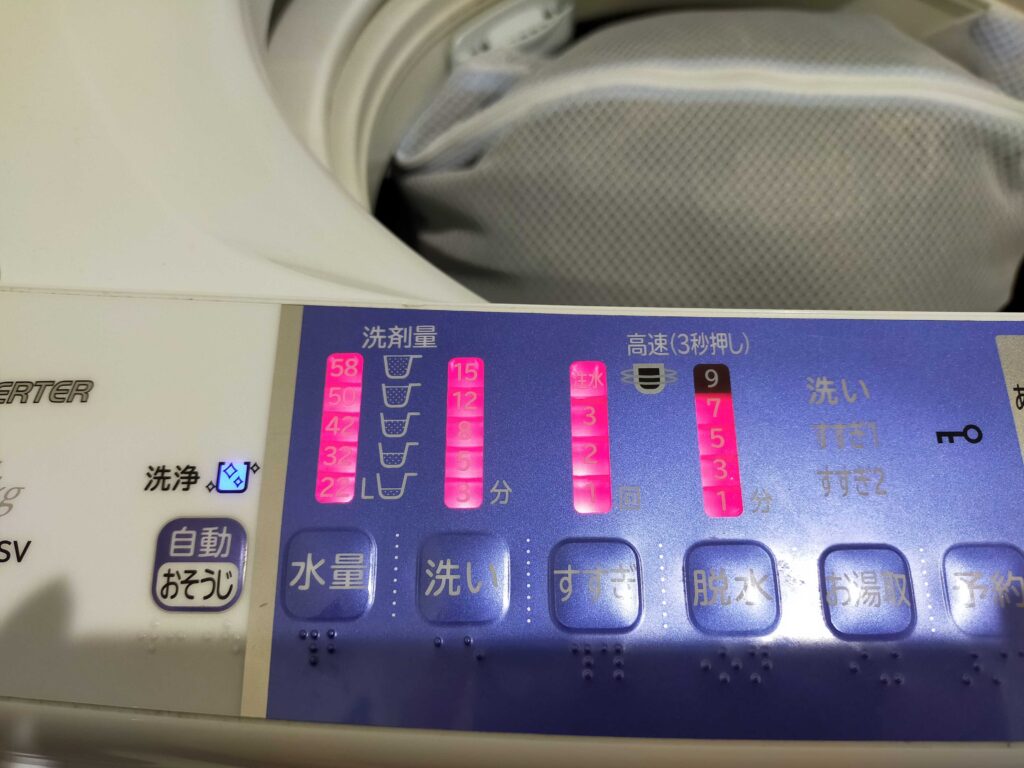 ERTER
SV
洗浄
自動
おそうじ
洗剤量
58
50
42
32
22 L
15
12
8
5
3 分
注水
3
2
1 回
高速(3秒押し)
9
7
5
3
1 分
洗い
すすぎ1
すすぎ2
水量
洗い
すすぎ
脱水
お湯取
予約